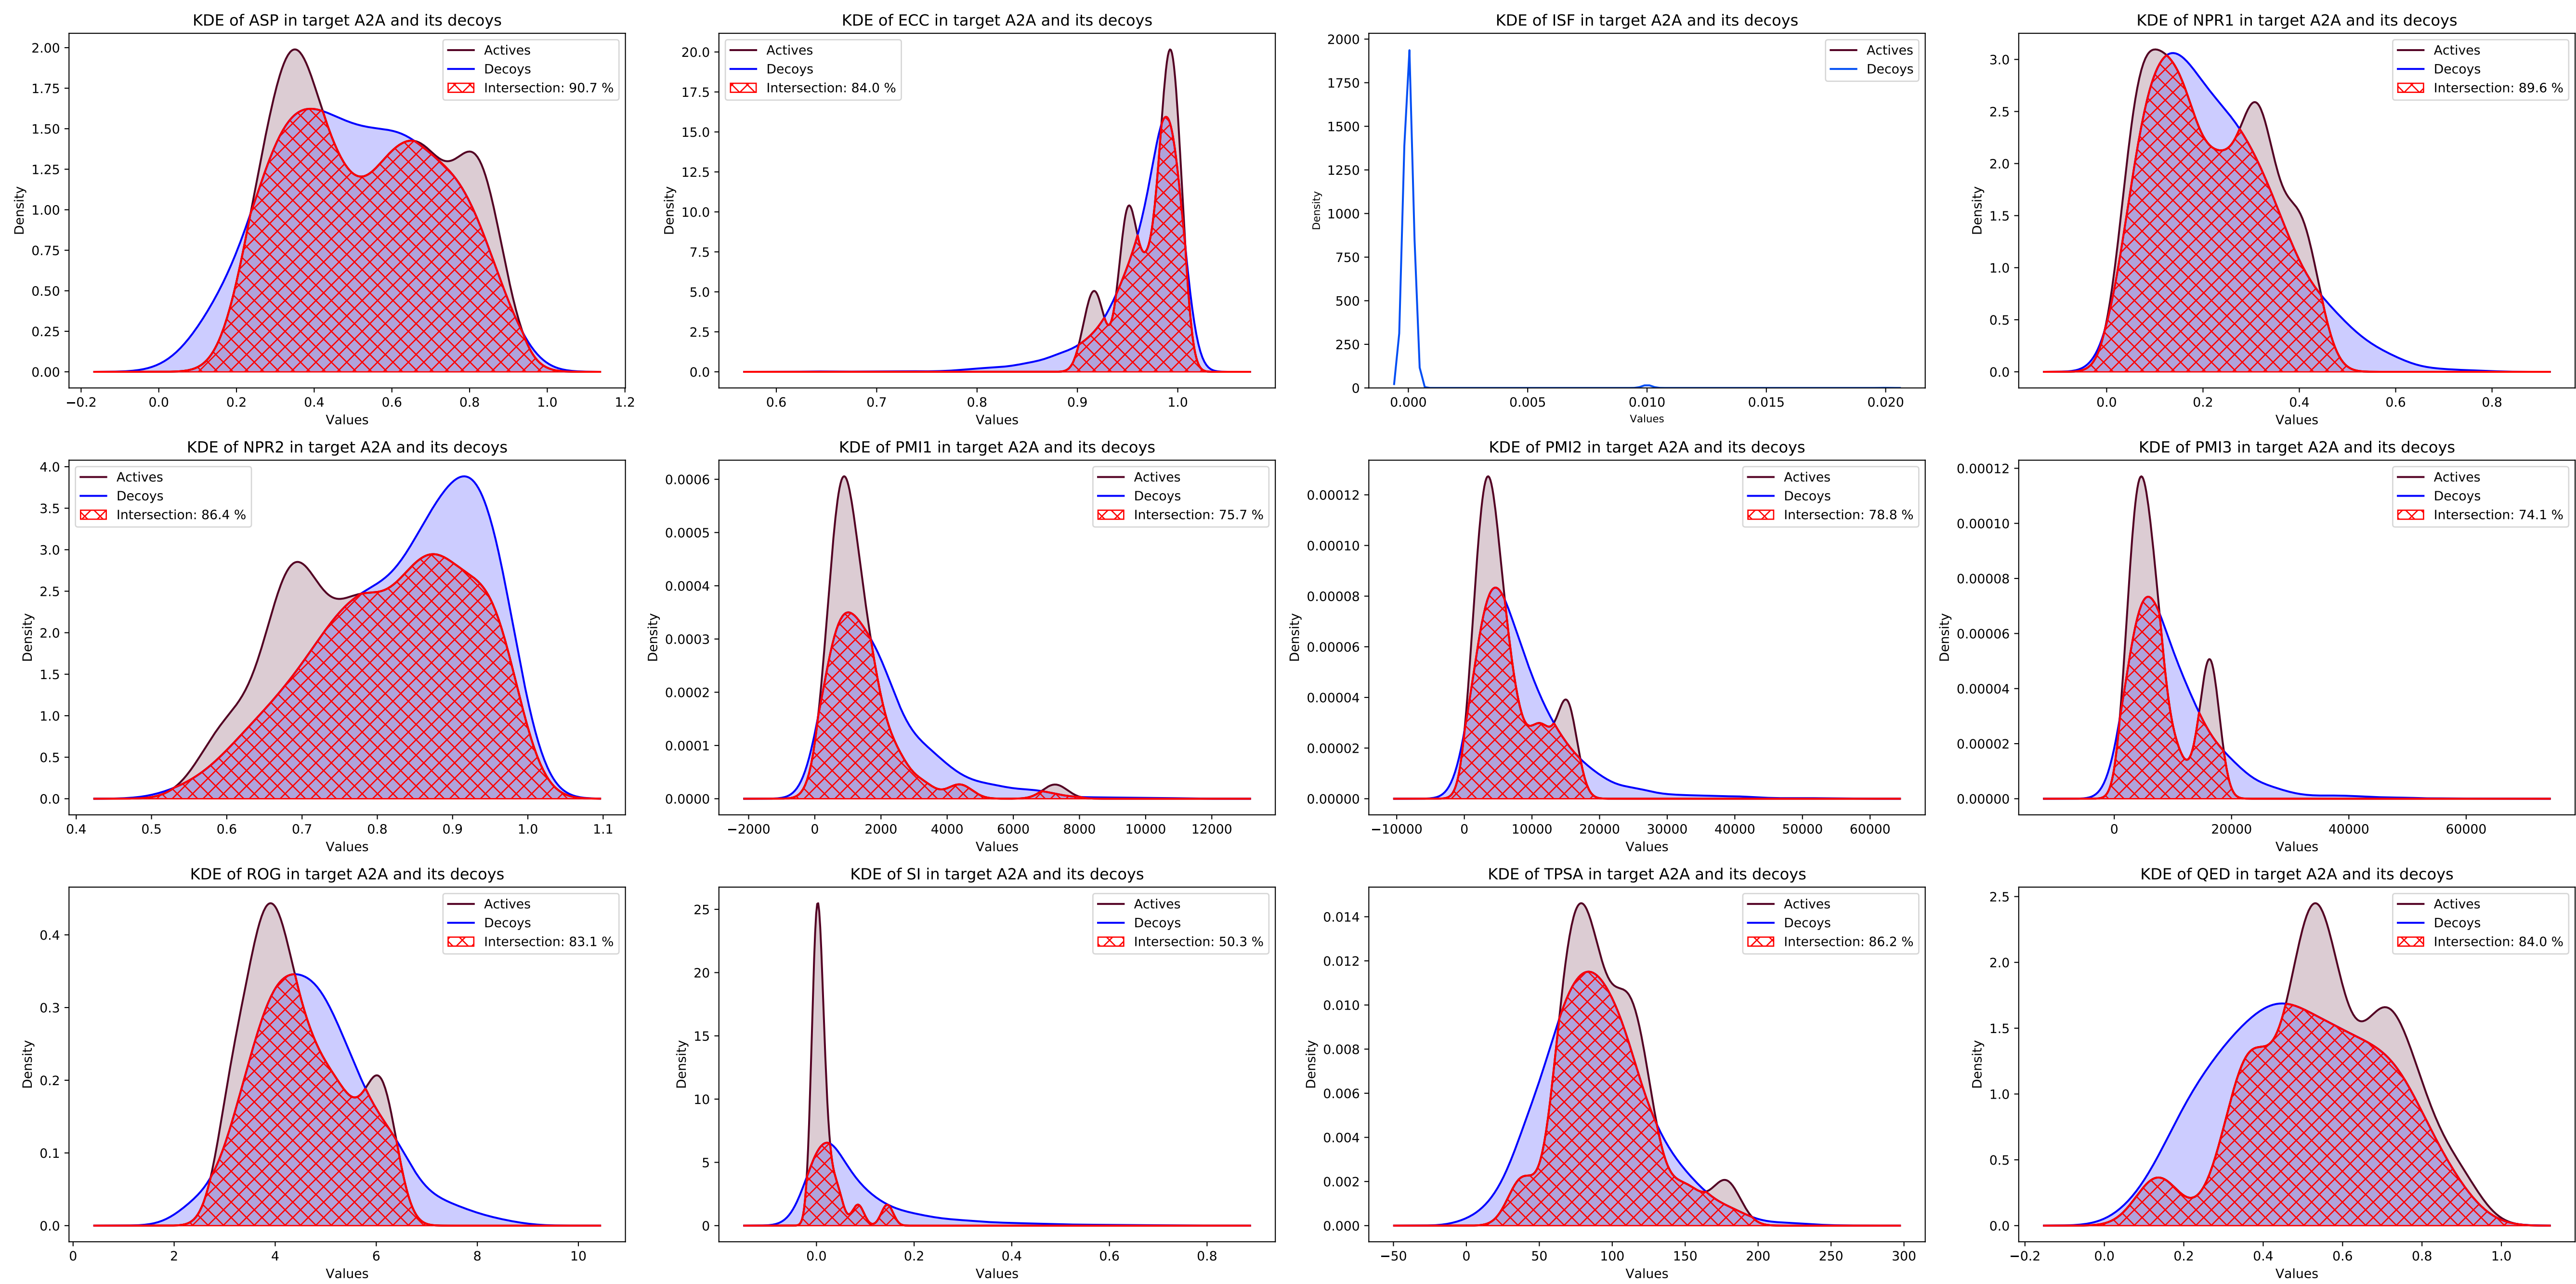 KDE of ASP in target A2A and its decoys
Density
2.00
1.75
1.50
1.25
1.00
0.75
0.50
0.25
0.00
Actives
Decoys
Intersection: 90.7 %
−0.2 0.0 0.2 0.4 0.6 0.8 1.0 1.2
Values
KDE of ECC in target A2A and its decoys
Density
20.0
17.5
15.0
12.5
10.0
7.5
5.0
2.5
0.0
Actives
Decoys
Intersection: 84.0 %
0.6 0.7 0.8 0.9 1.0
Values
KDE of ISF in target A2A and its decoys
Density
2000
1750
1500
1250
1000
750
500
250
0
Actives
Decoys
0.000 0.005 0.010 0.015 0.020
Values
KDE of NPR1 in target A2A and its decoys
Density
3.0
2.5
2.0
1.5
1.0
0.5
0.0
Actives
Decoys
Intersection: 89.6 %
0.0 0.2 0.4 0.6 0.8
Values
KDE of NPR2 in target A2A and its decoys
Density
4.0
3.5
3.0
2.5
2.0
1.5
1.0
0.5
0.0
Actives
Decoys
Intersection: 86.4 %
0.4 0.5 0.6 0.7 0.8 0.9 1.0 1.1
Values
KDE of PMI1 in target A2A and its decoys
Density
0.0006
0.0005
0.0004
0.0003
0.0002
0.0001
0.0000
Actives
Decoys
Intersection: 75.7 %
−2000 0 2000 4000 6000 8000 10000 12000
Values
KDE of PMI2 in target A2A and its decoys
Density
0.00012
0.00010
0.00008
0.00006
0.00004
0.00002
0.00000
Actives
Decoys
Intersection: 78.8 %
−10000 0 10000 20000 30000 40000 50000 60000
Values
KDE of PMI3 in target A2A and its decoys
Density
0.00012
0.00010
0.00008
0.00006
0.00004
0.00002
0.00000
Actives
Decoys
Intersection: 74.1 %
0 20000 40000 60000
Values
KDE of ROG in target A2A and its decoys
Density
0.4
0.3
0.2
0.1
0.0
Actives
Decoys
Intersection: 83.1 %
0 2 4 6 8 10
Values
KDE of SI in target A2A and its decoys
Density
25
20
15
10
5
0
Actives
Decoys
Intersection: 50.3 %
0.0 0.2 0.4 0.6 0.8
Values
KDE of TPSA in target A2A and its decoys
Density
0.014
0.012
0.010
0.008
0.006
0.004
0.002
0.000
Actives
Decoys
Intersection: 86.2 %
−50 0 50 100 150 200 250 300
Values
KDE of QED in target A2A and its decoys
Density
2.5
2.0
1.5
1.0
0.5
0.0
Actives
Decoys
Intersection: 84.0 %
−0.2 0.0 0.2 0.4 0.6 0.8 1.0
Values